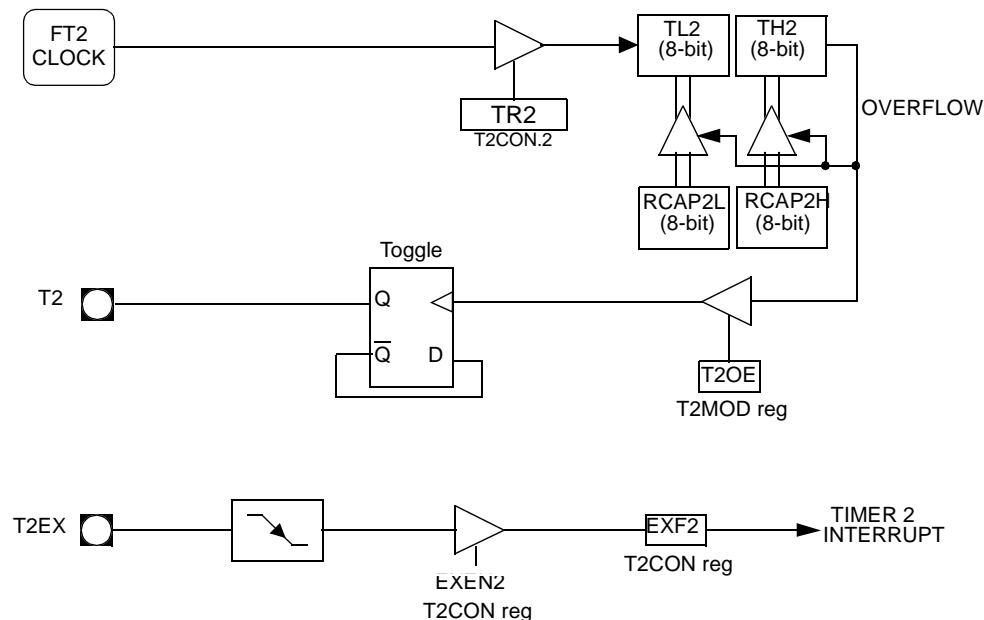 FT2
CLOCK
TL2
(8-bit)
TH2
(8-bit)
TR2
T2CON.2
OVERFLOW
RCAP2L
(8-bit)
RCAP2H
(8-bit)
Toggle
T2
Q
Q̅
D
T2OE
T2MOD reg
T2EX
EXEN2
T2CON reg
EXF2
T2CON reg
TIMER 2
INTERRUPT